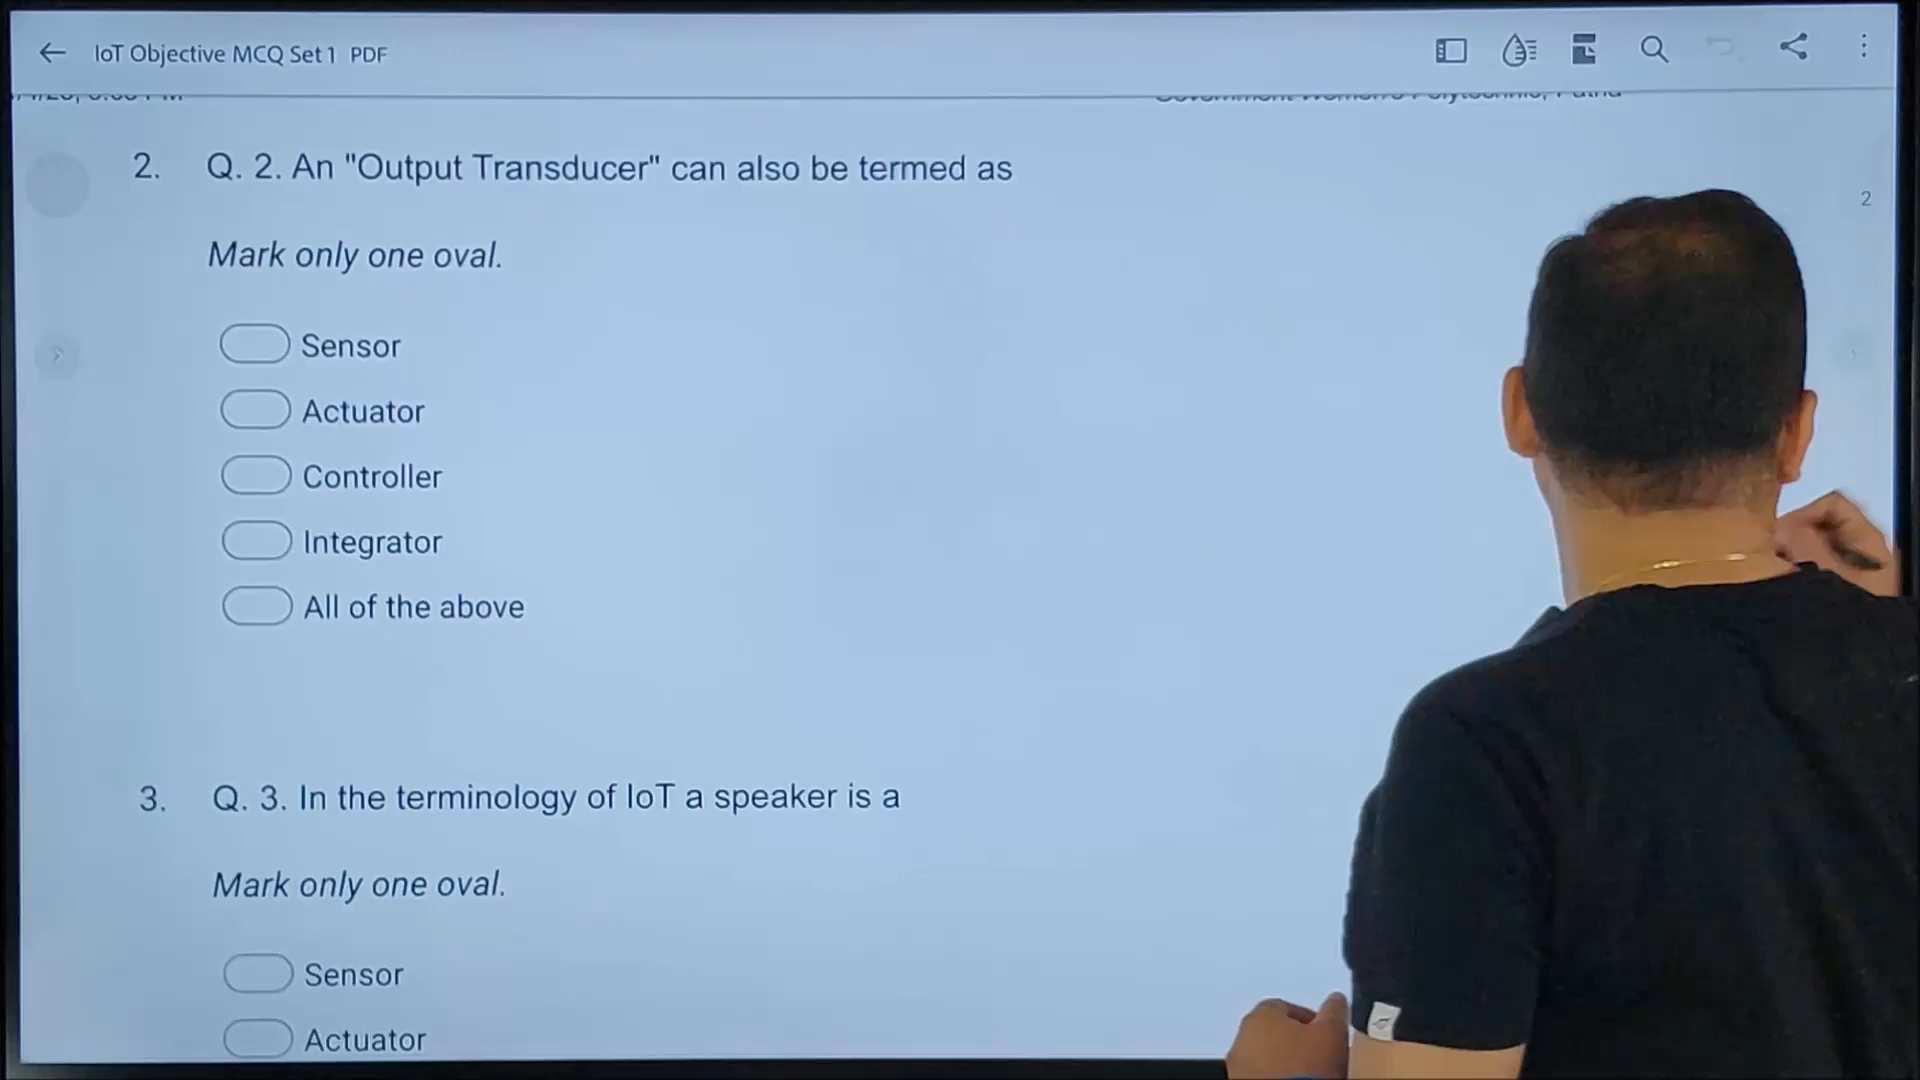 IoT Objective MCQ Set 1 PDF
2
2. Q. 2. An "Output Transducer" can also be termed as
Mark only one oval.
Sensor
Actuator
Controller
Integrator
All of the above
3. Q. 3. In the terminology of IoT a speaker is a
Mark only one oval.
Sensor
Actuator